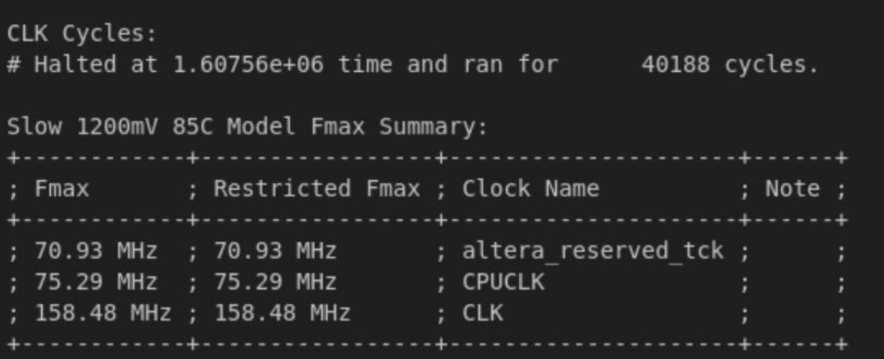 CLK Cycles:
# Halted at 1.60756e+06 time and ran for      40188 cycles.
Slow 1200mV 85C Model Fmax Summary:
+------------+-----------------+---------------------+------+
; Fmax       ; Restricted Fmax ; Clock Name          ; Note ;
+------------+-----------------+---------------------+------+
; 70.93 MHz  ; 70.93 MHz       ; altera_reserved_tck ;      ;
; 75.29 MHz  ; 75.29 MHz       ; CPUCLK              ;      ;
; 158.48 MHz ; 158.48 MHz      ; CLK                 ;      ;
+------------+-----------------+---------------------+------+